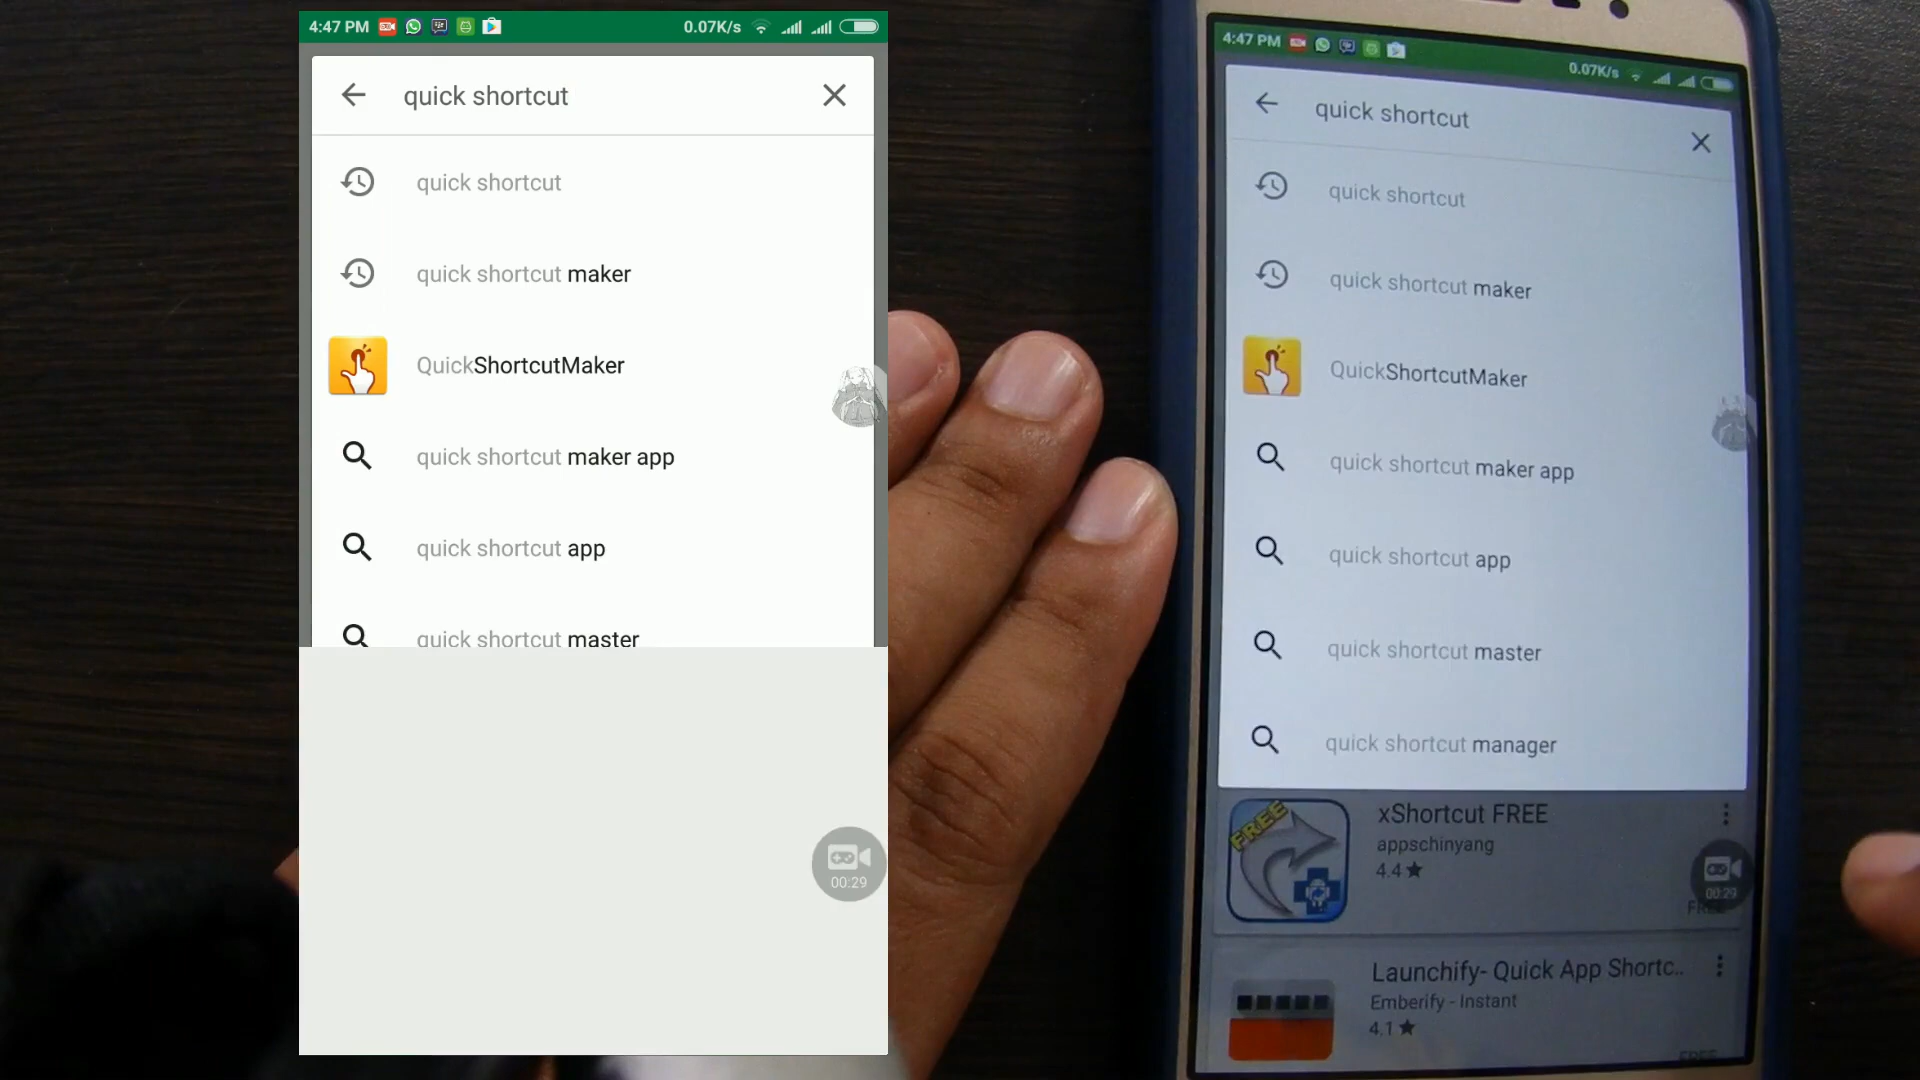 4:47 PM 0.07K/s
quick shortcut
quick shortcut
quick shortcut maker
QuickShortcutMaker
quick shortcut maker app
quick shortcut app
quick shortcut master
00:29
4:47 PM 0.07K/s
quick shortcut
quick shortcut
quick shortcut maker
QuickShortcutMaker
quick shortcut maker app
quick shortcut app
quick shortcut master
quick shortcut manager
FREE
xShortcut FREE
appschinyang
4.4★
00:29
FREE
Launchify- Quick App Shortc..
Emberify - Instant
4.1★
FREE